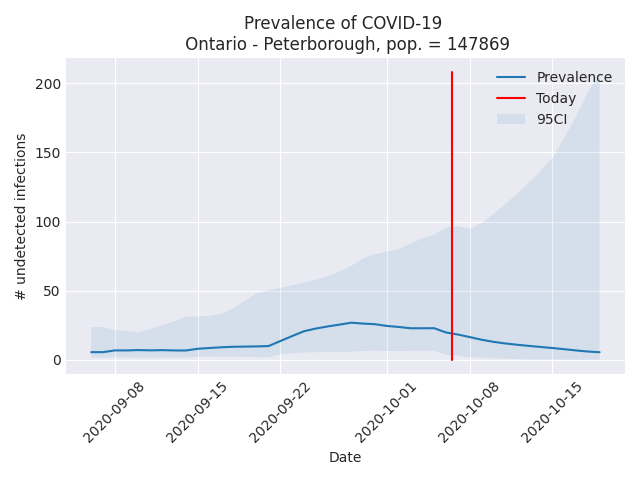 Prevalence of COVID-19
Ontario - Peterborough, pop. = 147869
Prevalence
Today
95CI
# undetected infections
200
150
100
50
0
2020-09-08
2020-09-15
2020-09-22
2020-10-01
2020-10-08
2020-10-15
Date